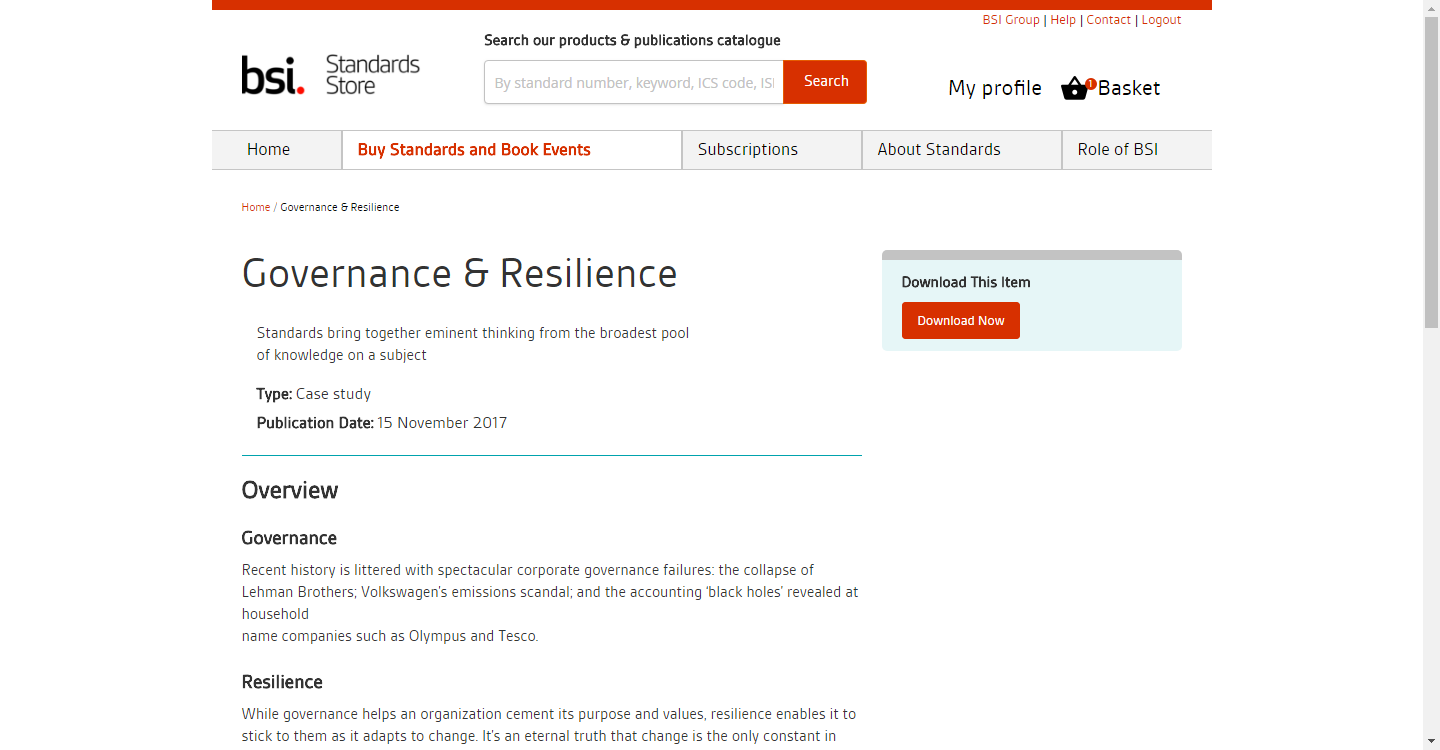 BSI Group | Help | Contact | Logout
Search our products & publications catalogue
bsi. Standards Store
By standard number, keyword, ICS code, ISI
Search
My profile
1
Basket
Home
Buy Standards and Book Events
Subscriptions
About Standards
Role of BSI
Home / Governance & Resilience
Governance & Resilience
Standards bring together eminent thinking from the broadest pool
of knowledge on a subject
Type: Case study
Publication Date: 15 November 2017
Download This Item
Download Now
Overview
Governance
Recent history is littered with spectacular corporate governance failures: the collapse of
Lehman Brothers; Volkswagen's emissions scandal; and the accounting ‘black holes’ revealed at
household
name companies such as Olympus and Tesco.
Resilience
While governance helps an organization cement its purpose and values, resilience enables it to
stick to them as it adapts to change. It's an eternal truth that change is the only constant in